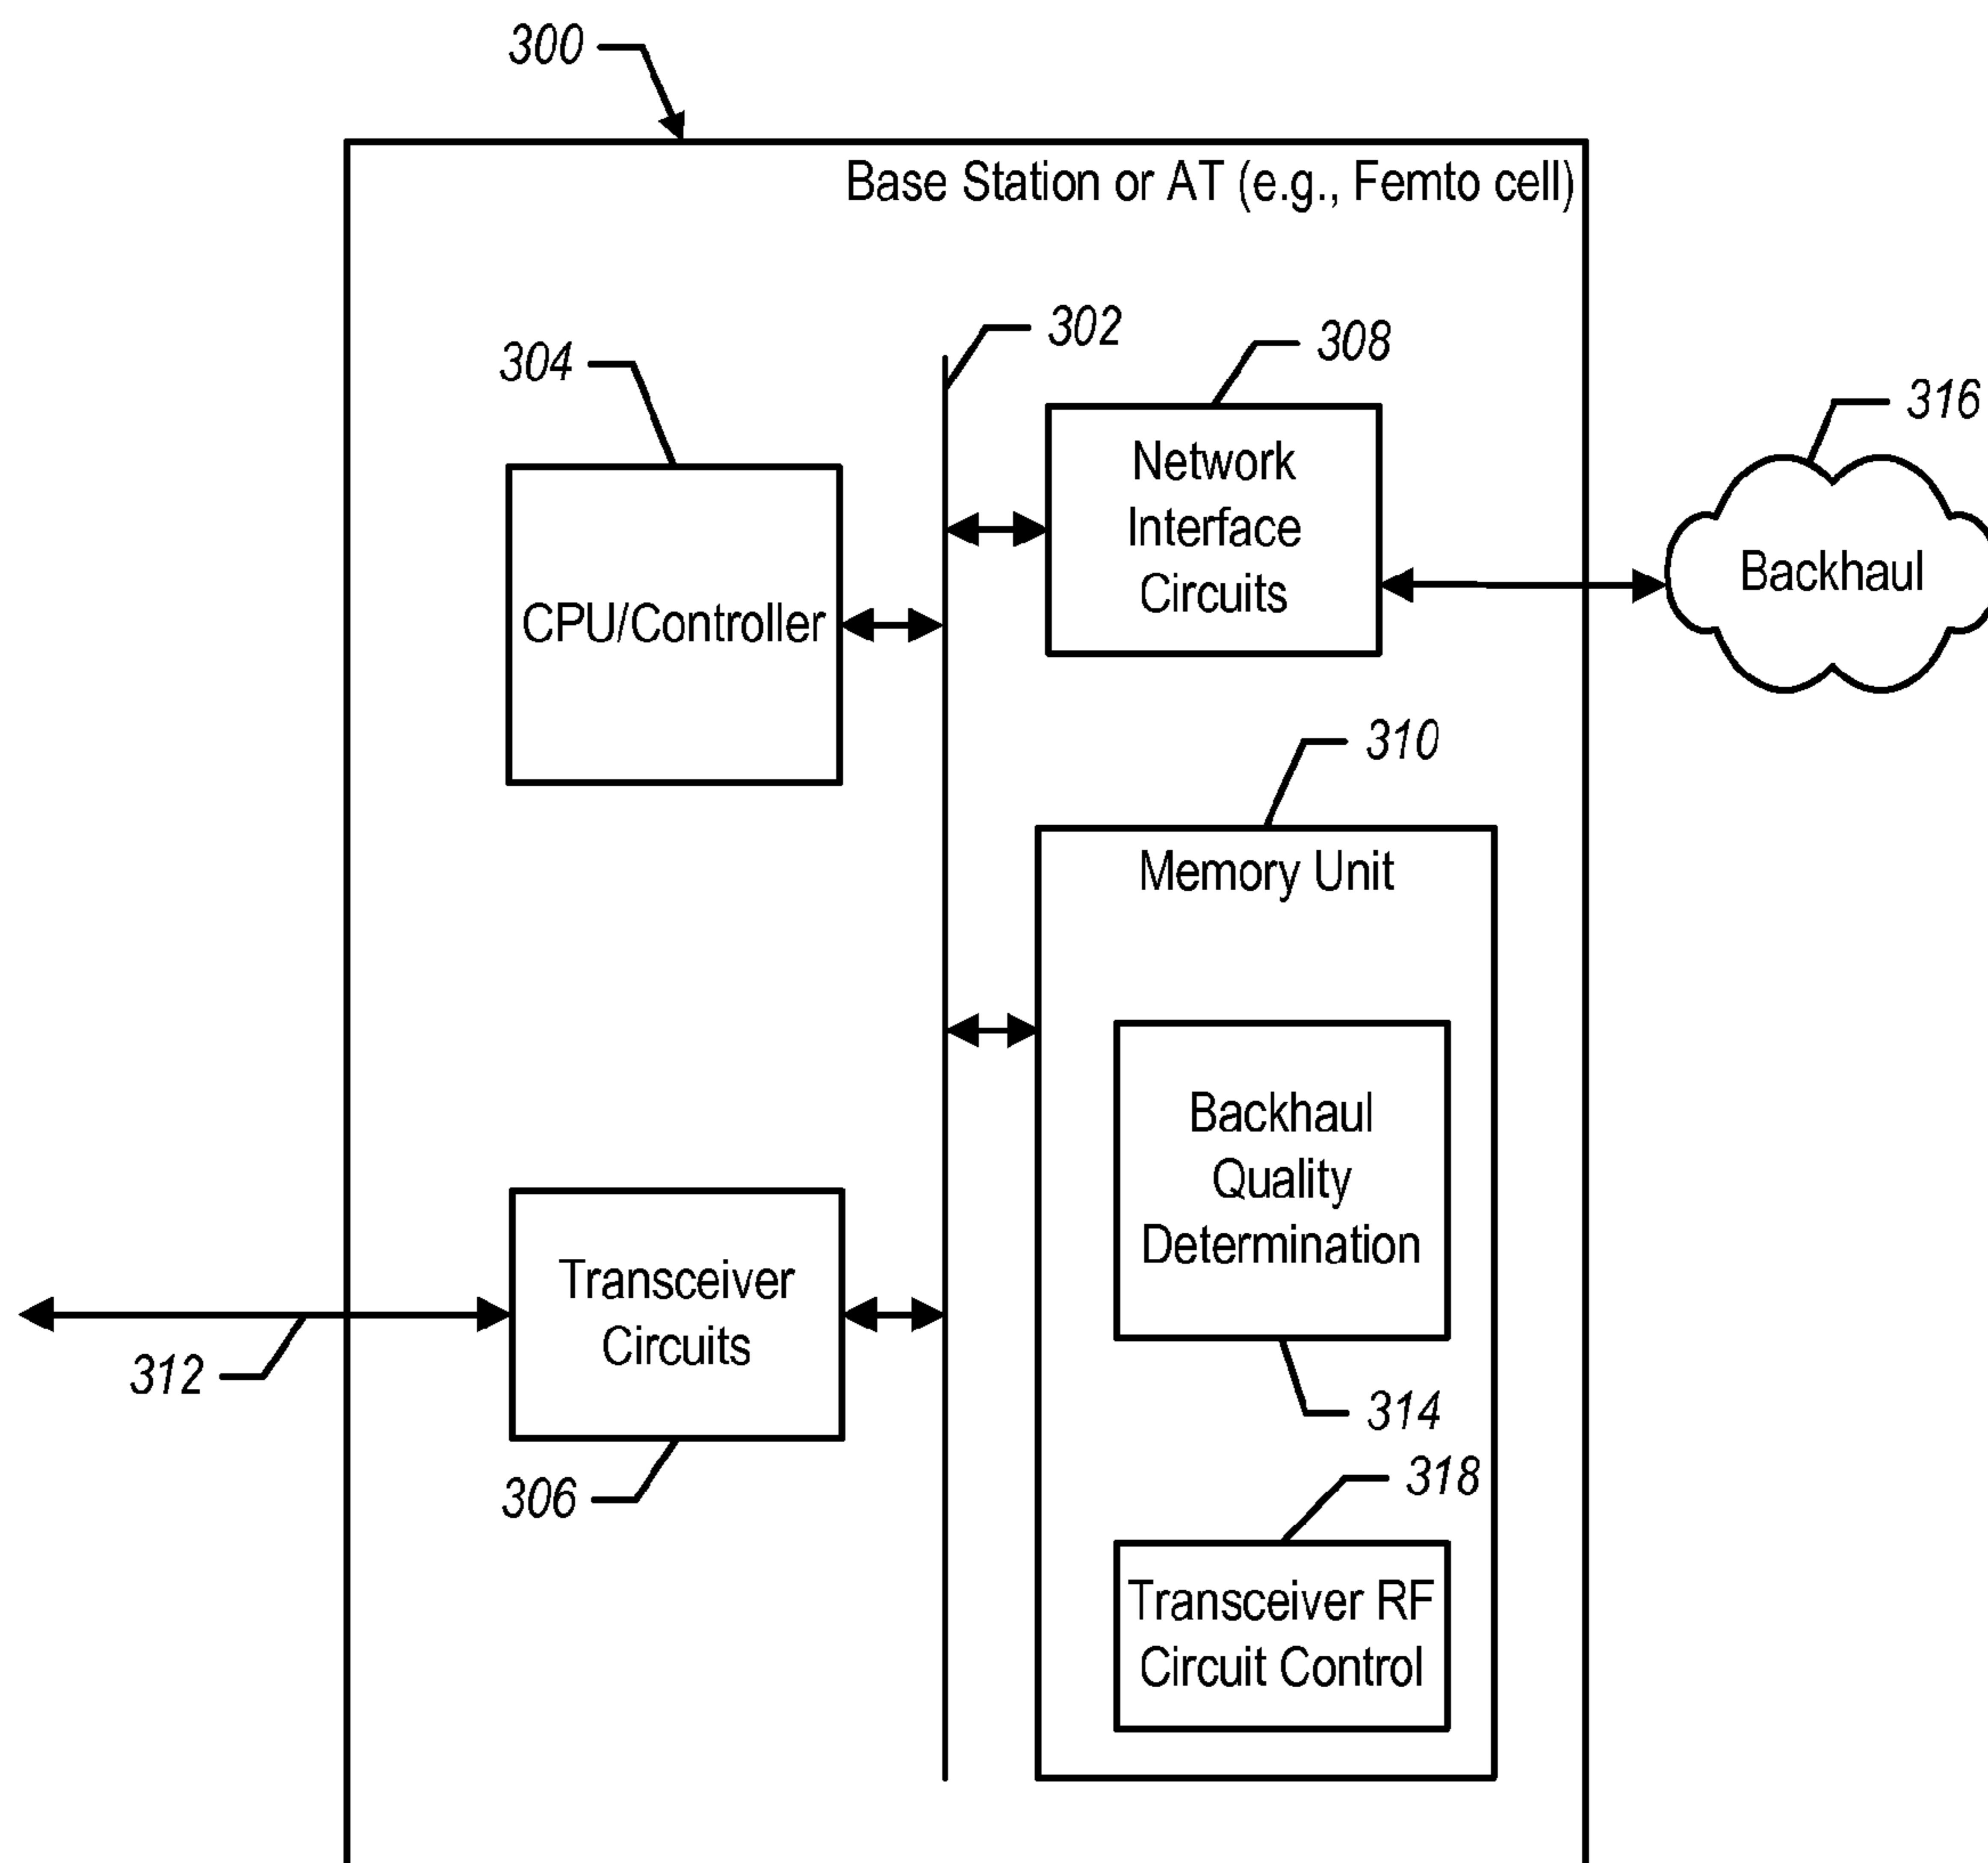 300
Base Station or AT (e.g., Femto cell)
302
308
304
316
Network
Interface
Circuits
Backhaul
CPU/Controller
310
Memory Unit
Backhaul
Quality
Determination
Transceiver
Circuits
312
314
318
306
Transceiver RF
Circuit Control